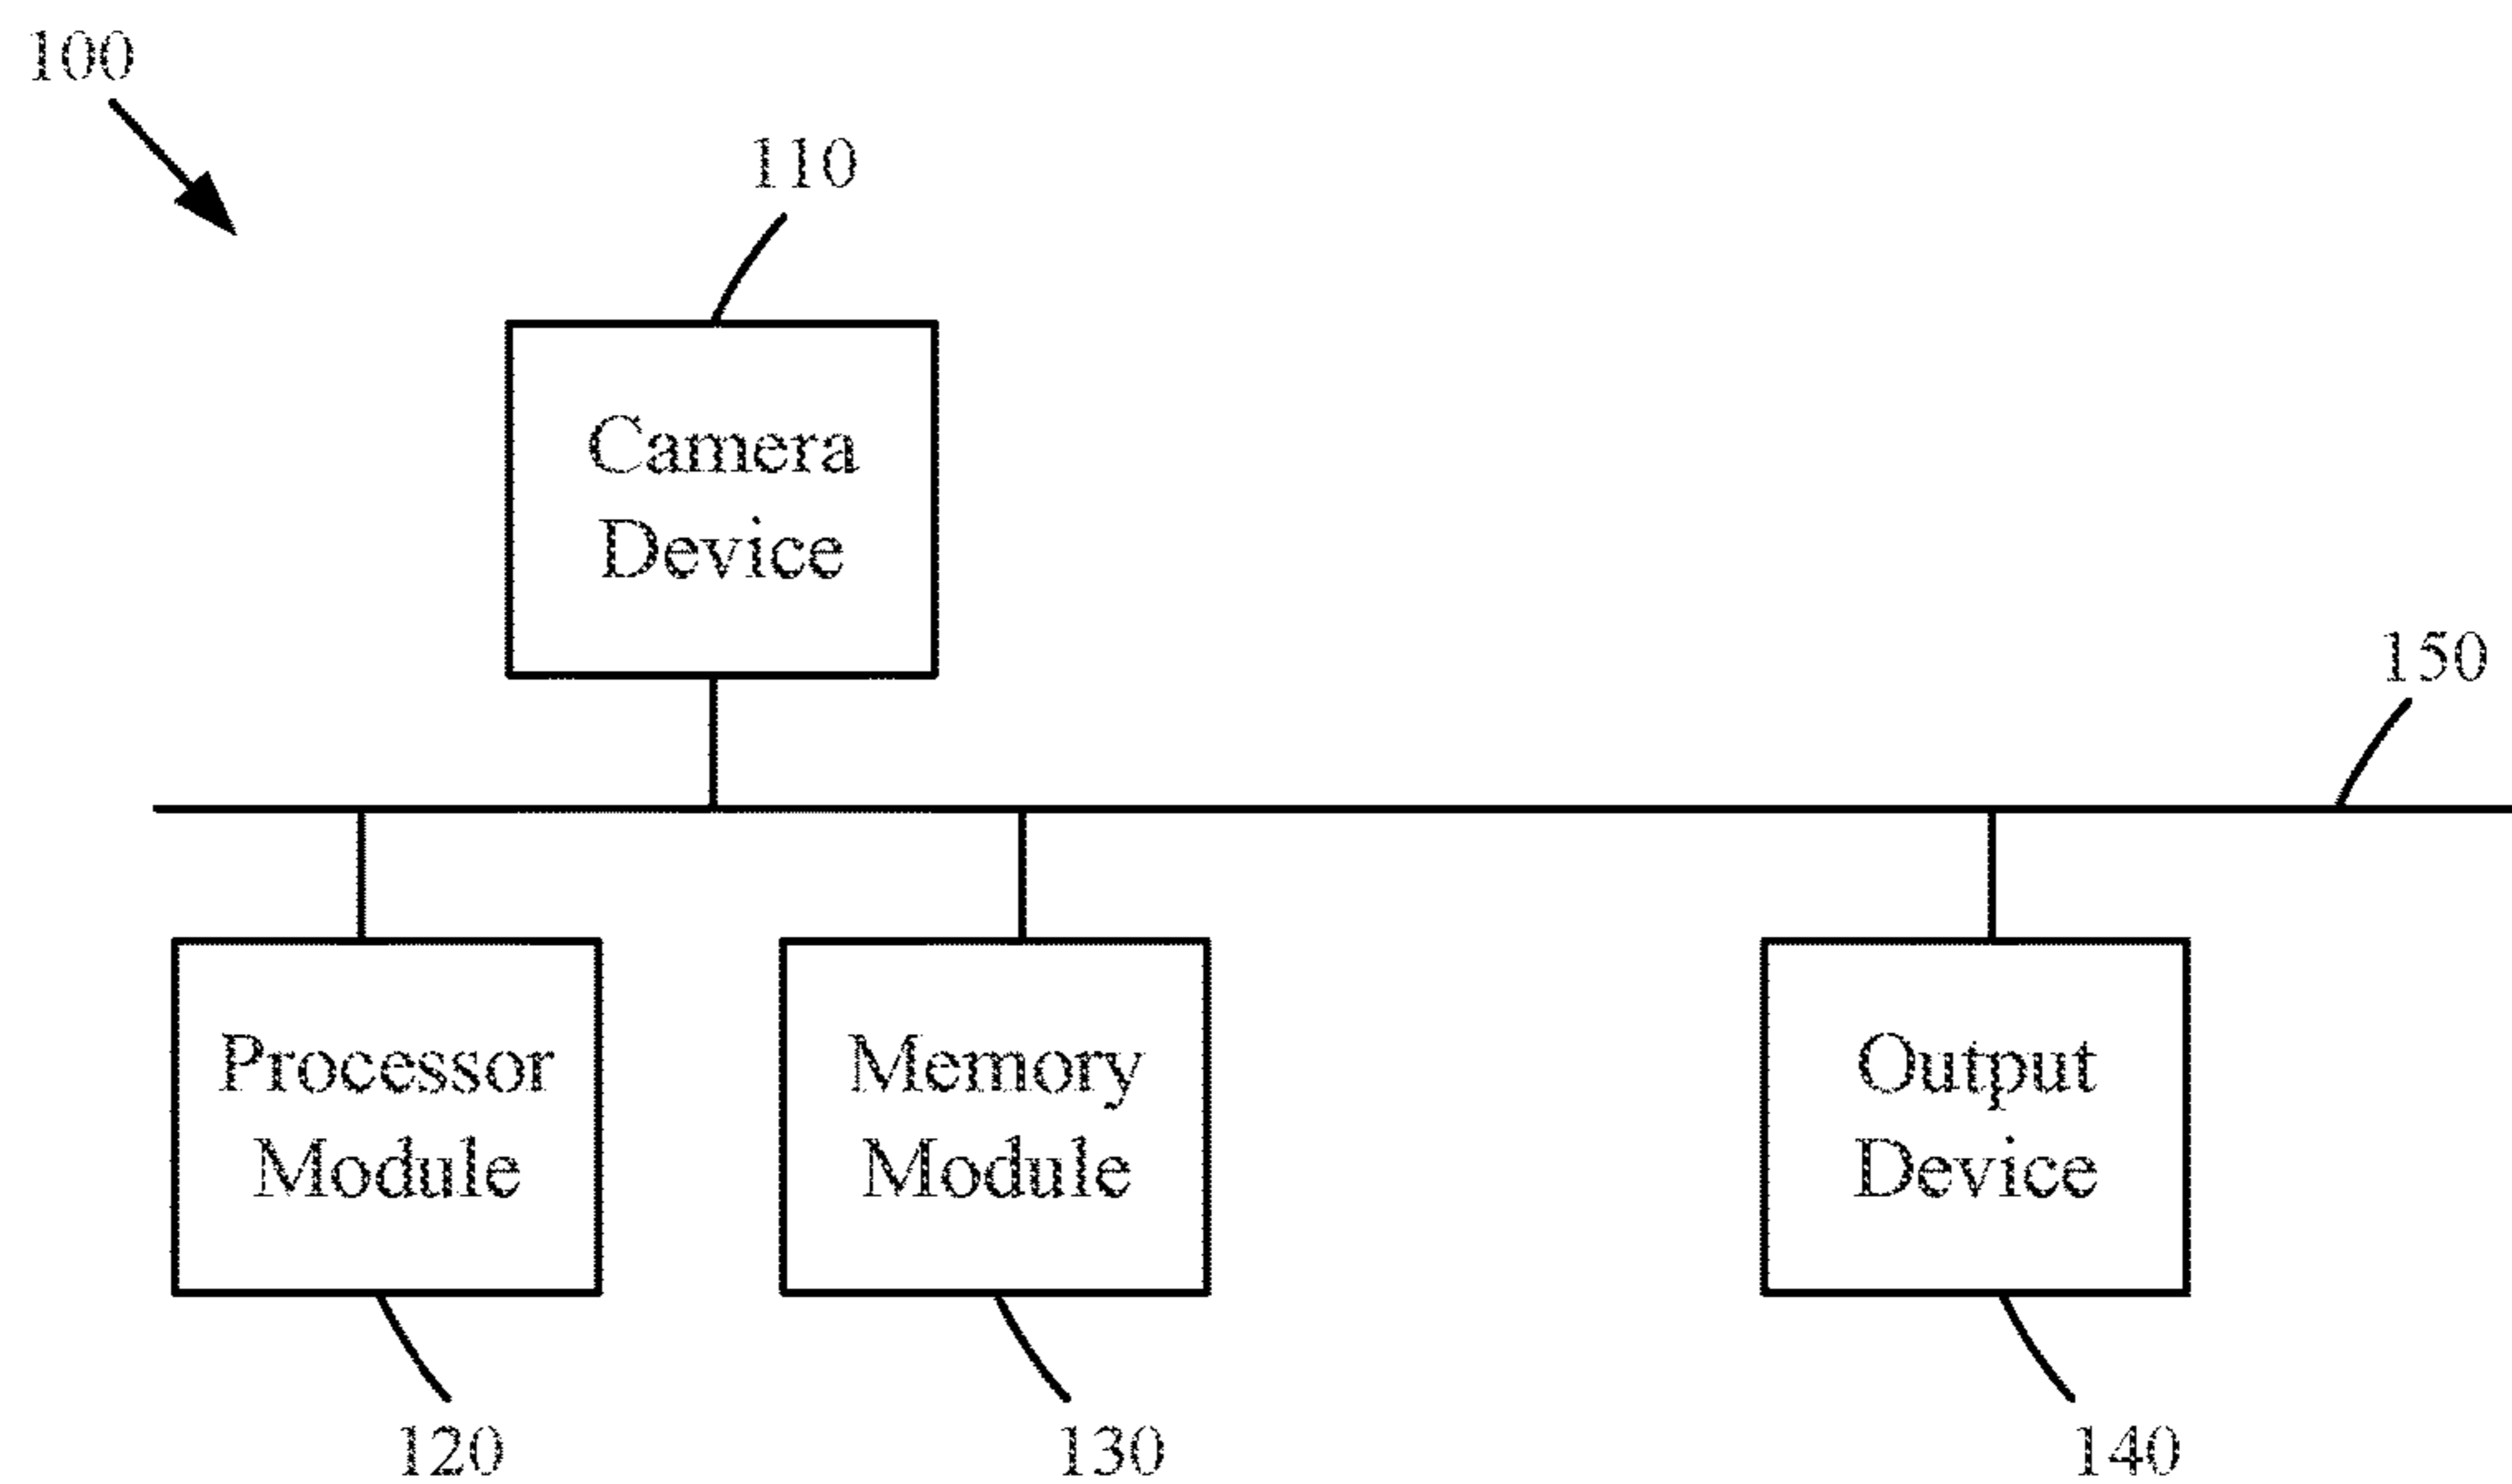 100
110
Camera
Device
150
Processor
Module
Memory
Module
Output
Device
120
130
140